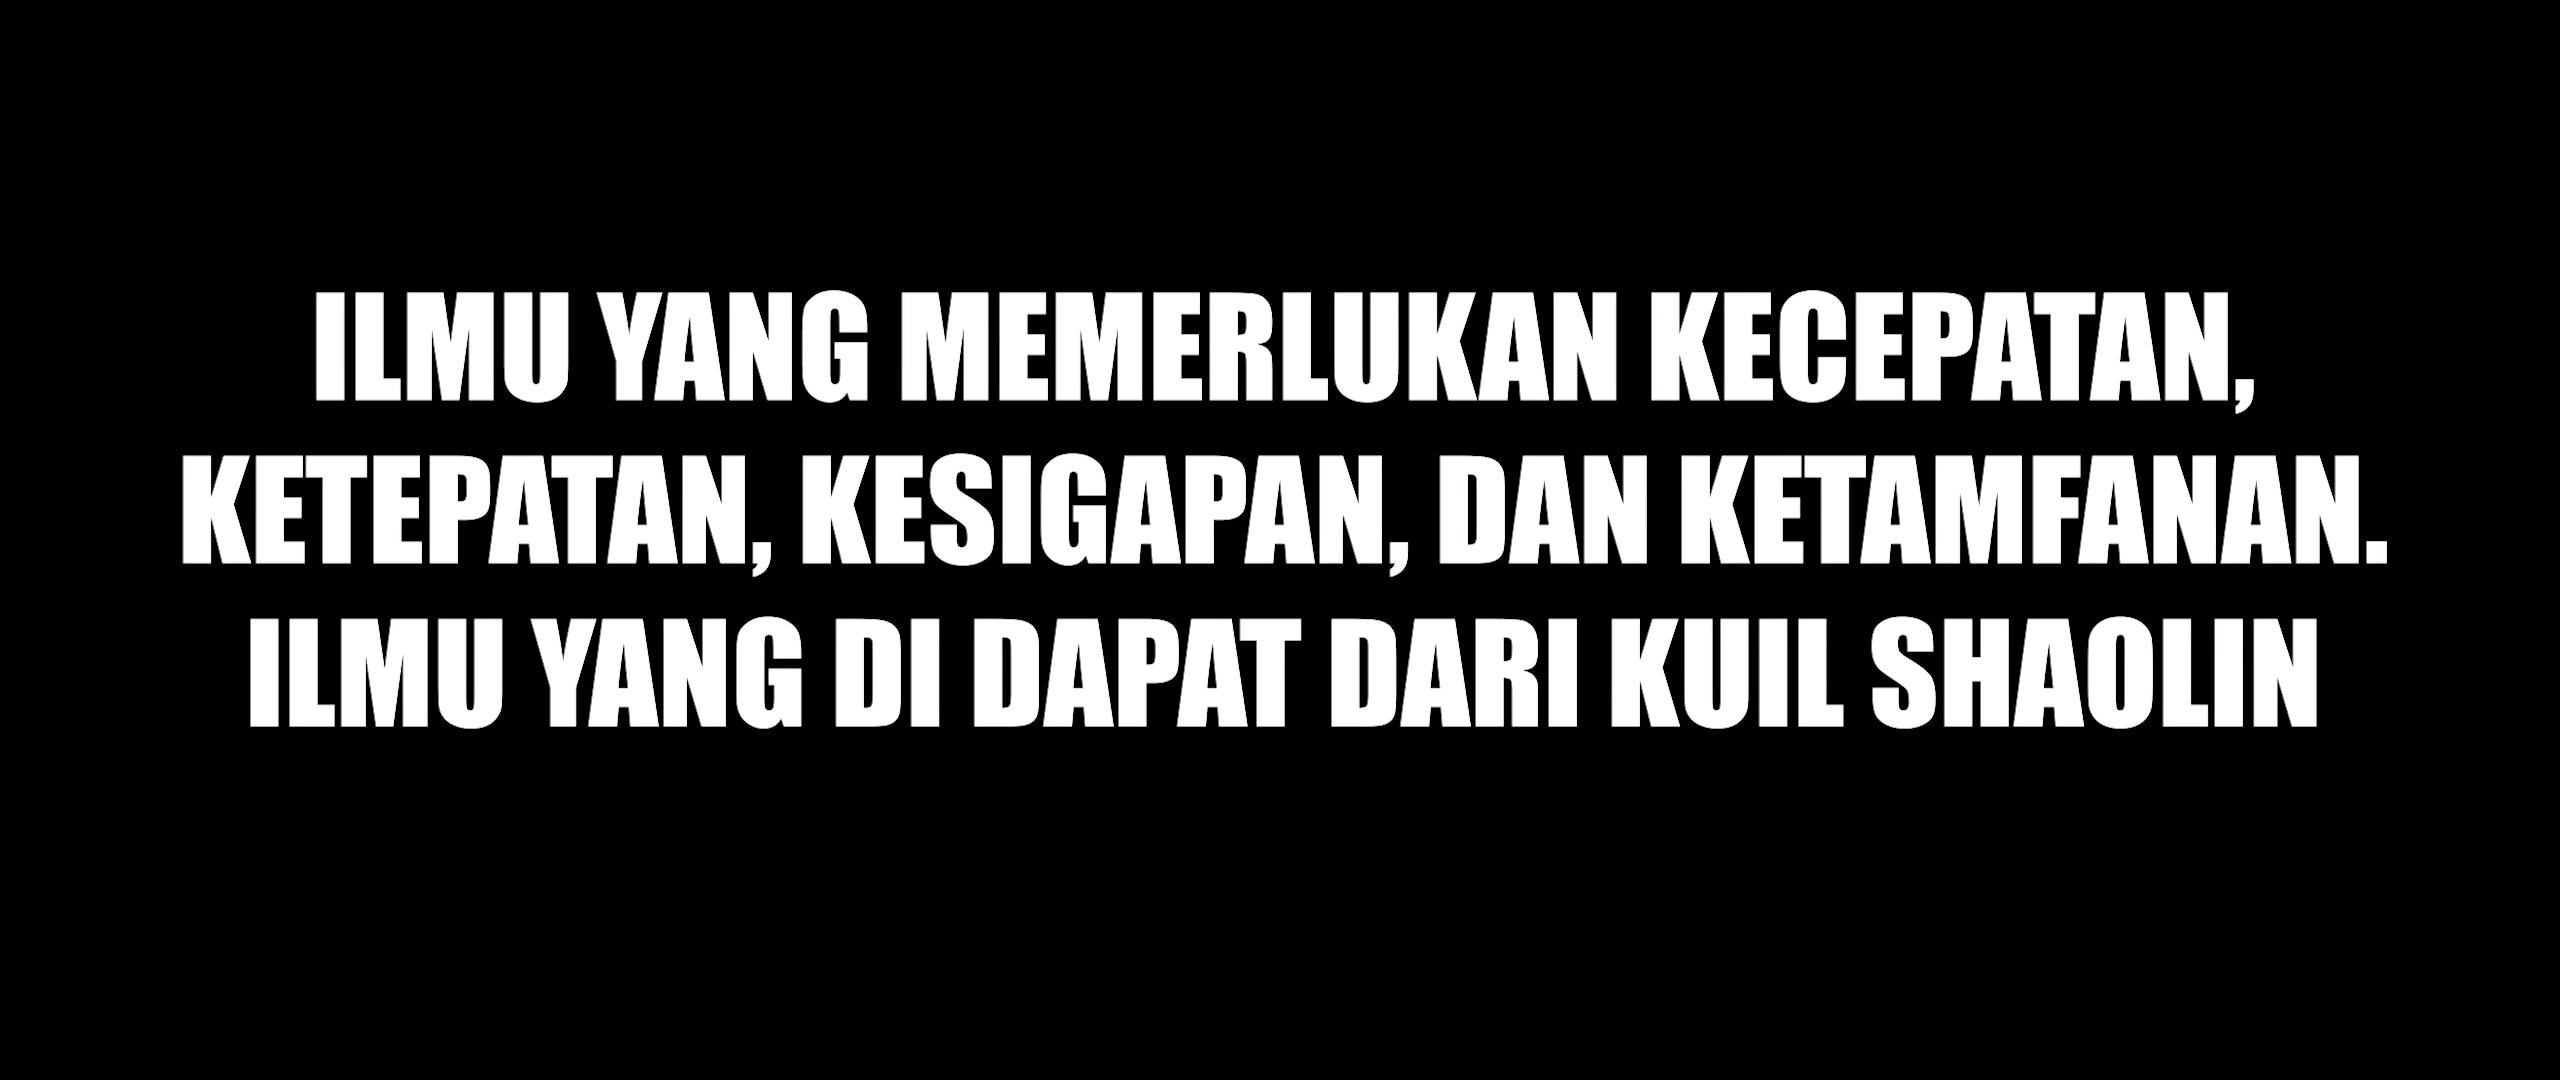 ILMU YANG MEMERLUKAN KECEPATAN,
KETEPATAN, KESIGAPAN, DAN KETAMFANAN.
ILMU YANG DI DAPAT DARI KUIL SHAOLIN